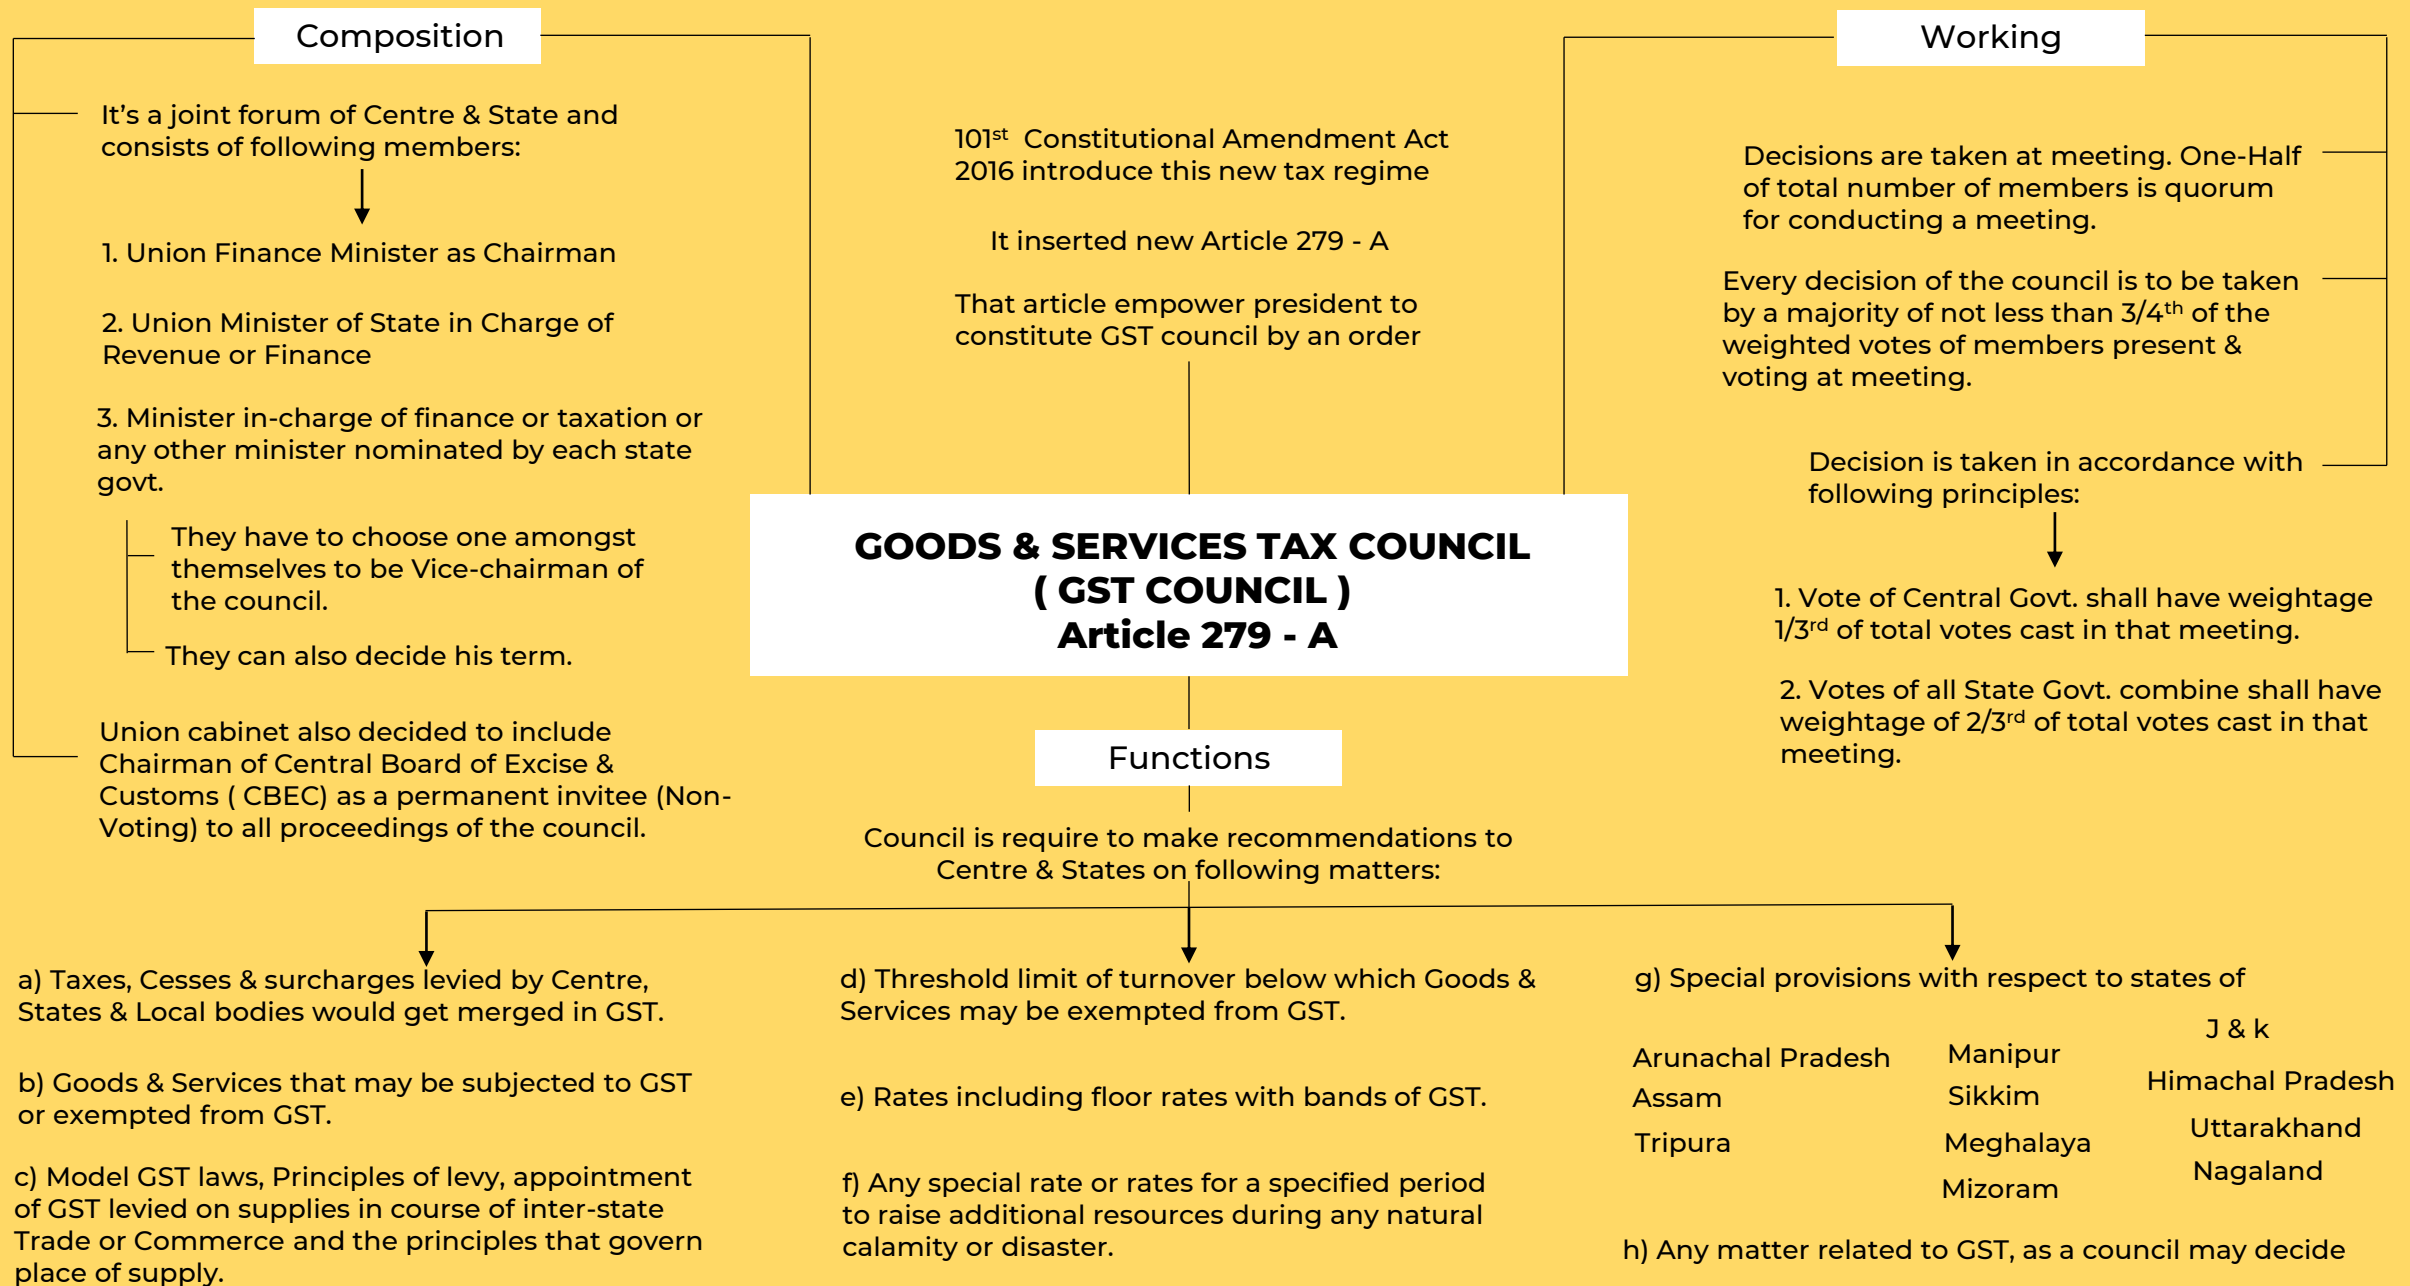 Composition
It's a joint forum of Centre & State and
consists of following members:
1. Union Finance Minister as Chairman
2. Union Minister of State in Charge of
Revenue or Finance
3. Minister in-charge of finance or taxation or
any other minister nominated by each state
govt.
They have to choose one amongst
themselves to be Vice-chairman of
the council.
They can also decide his term.
Union cabinet also decided to include
Chairman of Central Board of Excise &
Customs ( CBEC) as a permanent invitee (Non-
Voting) to all proceedings of the council.
101st Constitutional Amendment Act
2016 introduce this new tax regime
It inserted new Article 279 - A
That article empower president to
constitute GST council by an order
GOODS & SERVICES TAX COUNCIL
( GST COUNCIL )
Article 279 - A
Working
Decisions are taken at meeting. One-Half
of total number of members is quorum
for conducting a meeting.
Every decision of the council is to be taken
by a majority of not less than 3/4th of the
weighted votes of members present &
voting at meeting.
Decision is taken in accordance with
following principles:
1. Vote of Central Govt. shall have weightage
1/3rd of total votes cast in that meeting.
2. Votes of all State Govt. combine shall have
weightage of 2/3rd of total votes cast in that
meeting.
Functions
Council is require to make recommendations to
Centre & States on following matters:
a) Taxes, Cesses & surcharges levied by Centre,
States & Local bodies would get merged in GST.
b) Goods & Services that may be subjected to GST
or exempted from GST.
c) Model GST laws, Principles of levy, appointment
of GST levied on supplies in course of inter-state
Trade or Commerce and the principles that govern
place of supply.
d) Threshold limit of turnover below which Goods &
Services may be exempted from GST.
e) Rates including floor rates with bands of GST.
f) Any special rate or rates for a specified period
to raise additional resources during any natural
calamity or disaster.
g) Special provisions with respect to states of
Arunachal Pradesh
Assam
Tripura
Manipur
Sikkim
Meghalaya
Mizoram
J & k
Himachal Pradesh
Uttarakhand
Nagaland
h) Any matter related to GST, as a council may decide